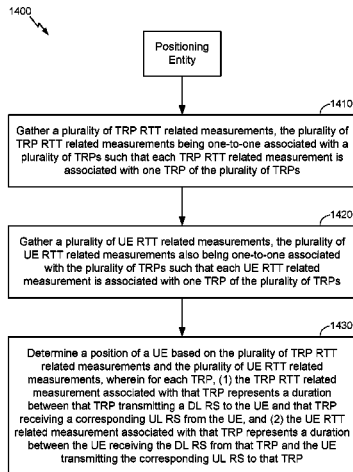 1400
Positioning
Entity
1410
Gather a plurality of TRP RTT related measurements, the plurality of
TRP RTT related measurements being one-to-one associated with a
plurality of TRPs such that each TRP RTT related measurement is
associated with one TRP of the plurality of TRPs
1420
Gather a plurality of UE RTT related measurements, the plurality of
UE RTT related measurements also being one-to-one associated
with the plurality of TRPs such that each UE RTT related
measurement is associated with one TRP of the plurality of TRPs
1430
Determine a position of a UE based on the plurality of TRP RTT
related measurements and the plurality of UE RTT related
measurements, wherein for each TRP, (1) the TRP RTT related
measurement associated with that TRP represents a duration
between that TRP transmitting a DL RS to the UE and that TRP
receiving a corresponding UL RS from the UE, and (2) the UE RTT
related measurement associated with that TRP represents a duration
between the UE receiving the DL RS from that TRP and the UE
transmitting the corresponding UL RS to that TRP